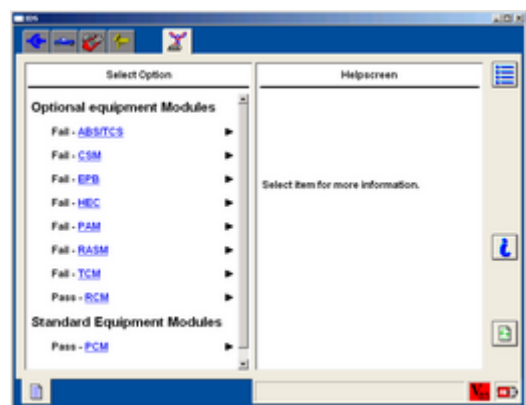 IDS
Select Option
Helpscreen
Optional equipment Modules
Fail - ABS/TCS
Fail - CSM
Fail - EPB
Fail - HEC
Fail - PAM
Fail - RASM
Fail - TCM
Pass - RCM
Standard Equipment Modules
Pass - PCM
Select item for more information.